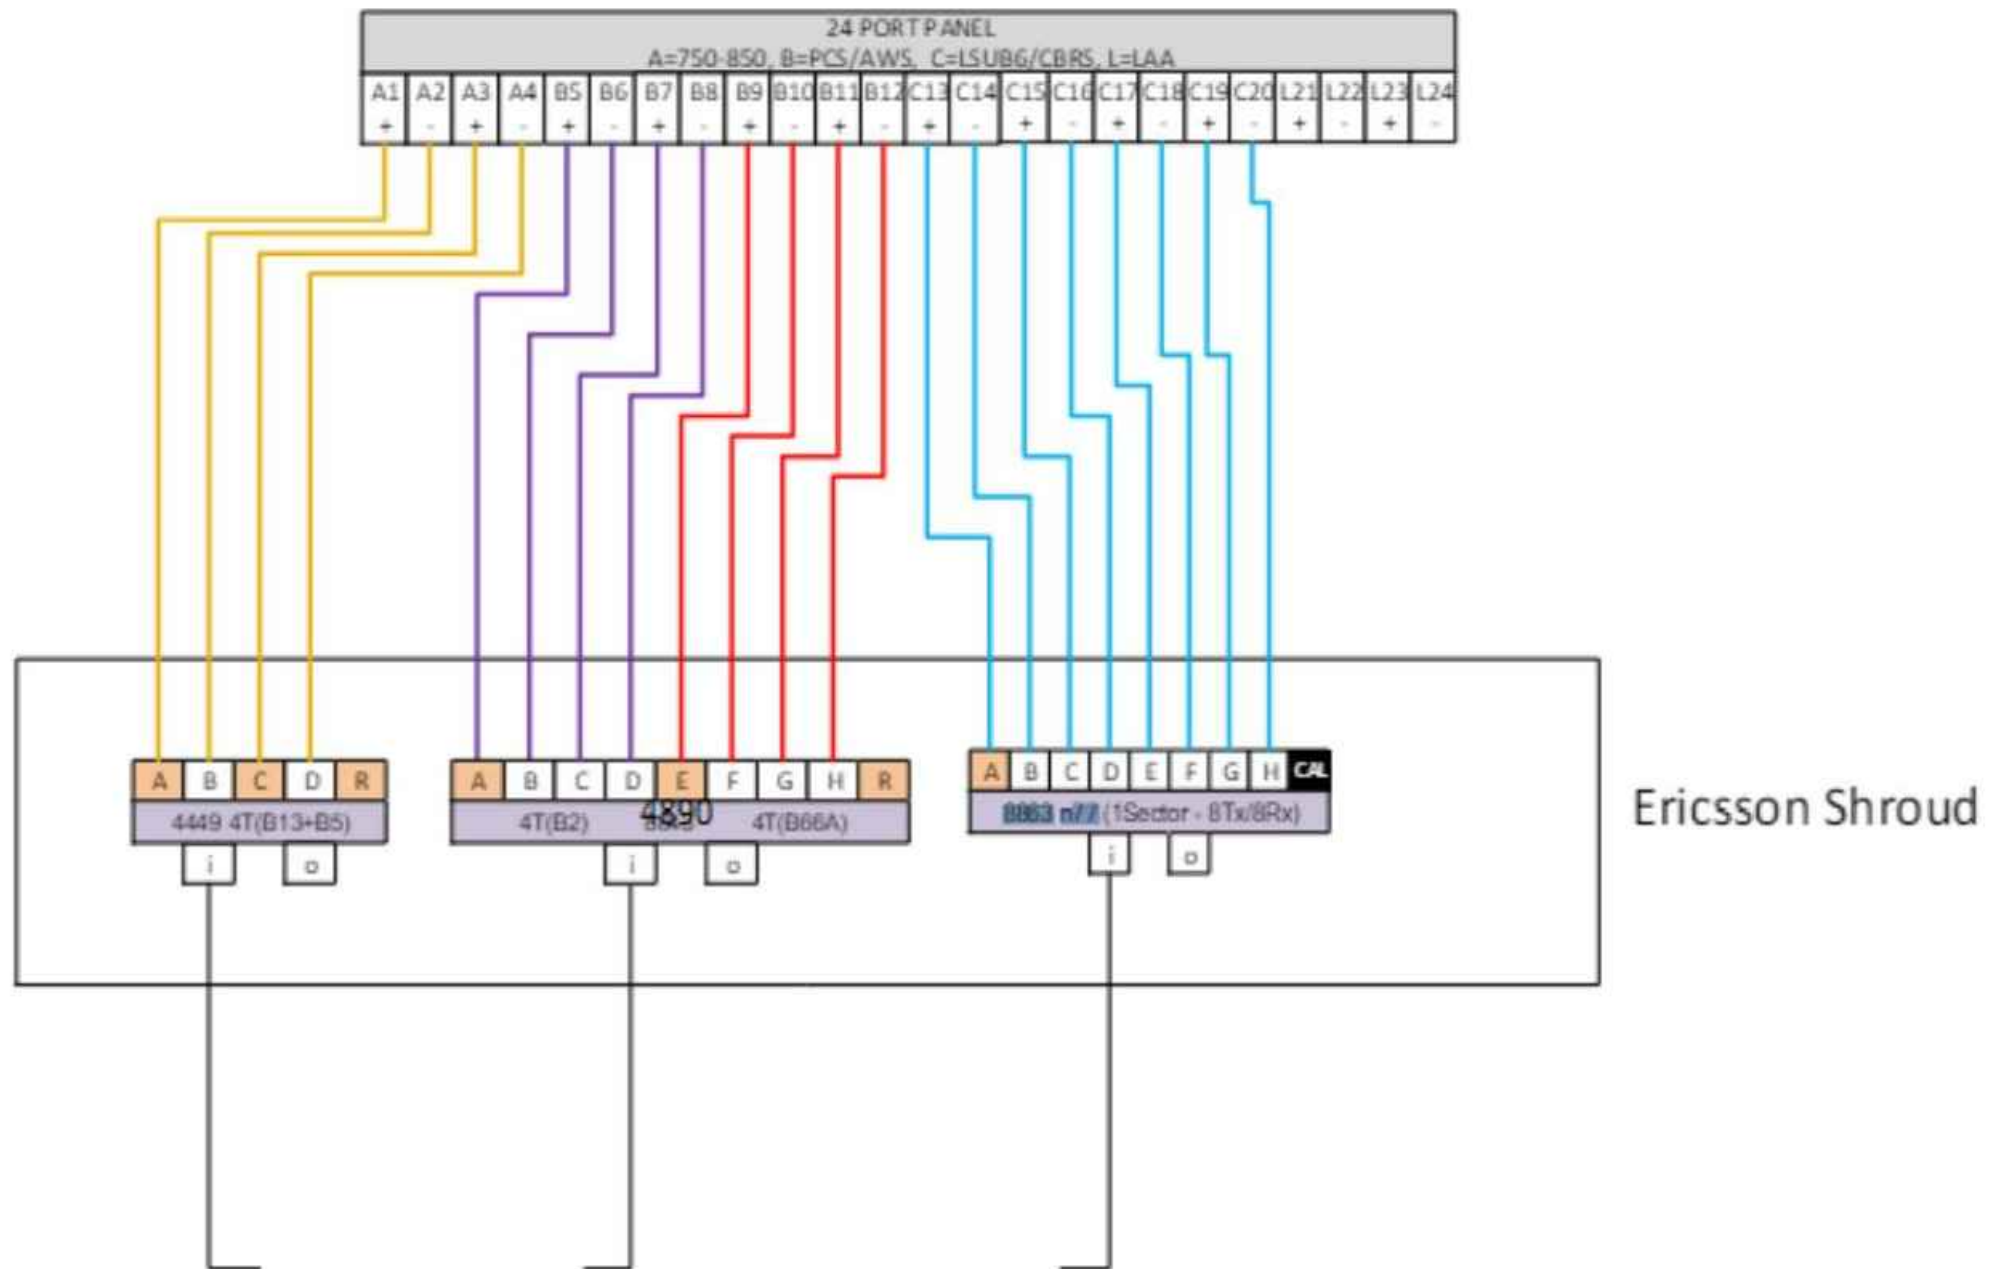 24 PORT PANEL
A=750-850, B=PCS/AWS, C=LSUB6/CBRS, L=LAA
A1 A2 A3 A4 B5 B6 B7 B8 B9 B10 B11 B12 C13 C14 C15 C16 C17 C18 C19 C20 L21 L22 L23 L24
+ - + - + - + - + - + - + - + - + - + - + - + -
A B C D R
4449 4T(B13+B5)
i o
A B C D E F G H R
4T(B2) 4890 4T(B66A)
i o
A B C D E F G H CAL
8863 n77 (1Sector - 8Tx/8Rx)
i o
Ericsson Shroud